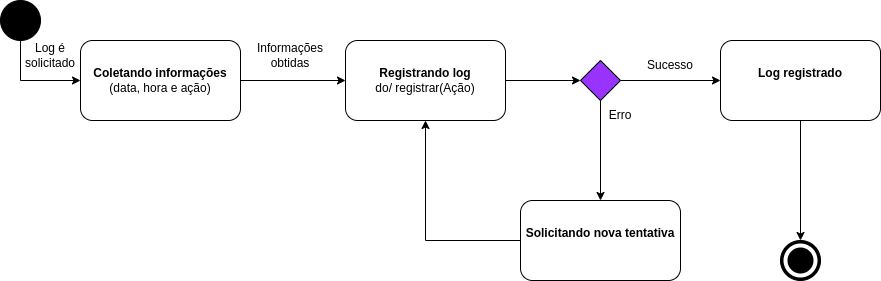 Log é
solicitado
Coletando informações
(data, hora e ação)
Informações
obtidas
Registrando log
do/ registrar(Ação)
Sucesso
Log registrado
Erro
Solicitando nova tentativa